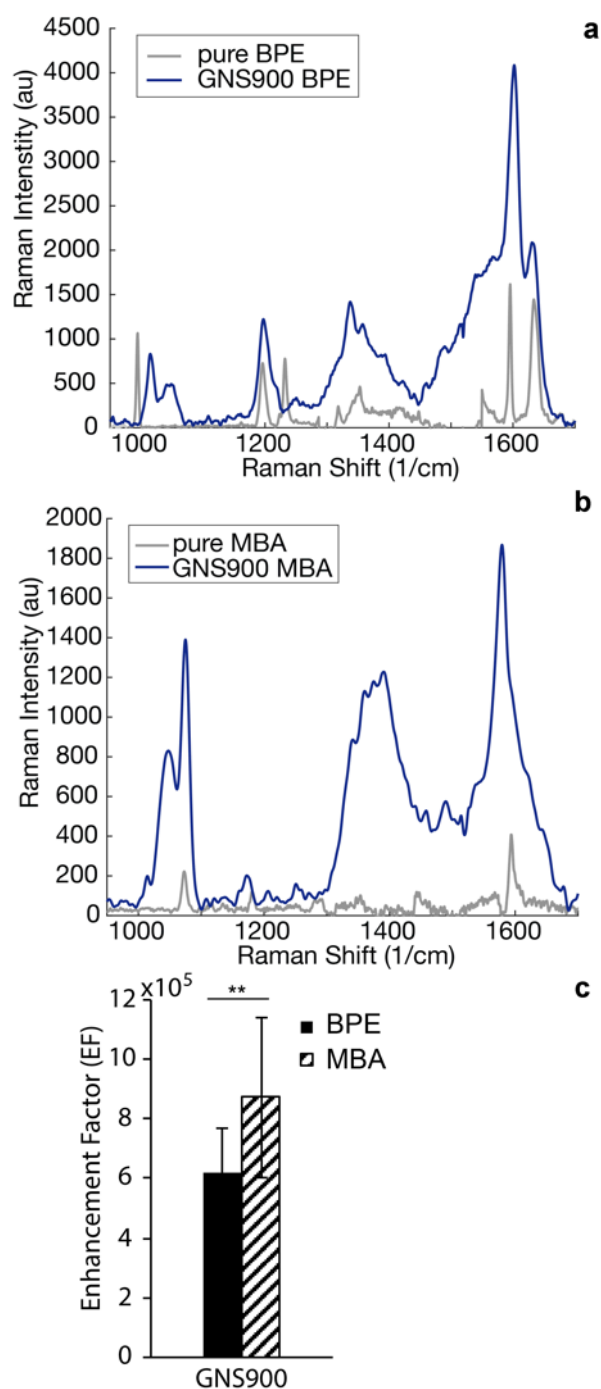 a
pure BPE
GNS900 BPE
4500
4000
3500
3000
2500
2000
1500
1000
500
0
Raman Intenstity (au)
1000 1200 1400 1600
Raman Shift (1/cm)
b
pure MBA
GNS900 MBA
2000
1800
1600
1400
1200
1000
800
600
400
200
0
Raman Intensity (au)
1000 1200 1400 1600
Raman Shift (1/cm)
c
x10⁵
**
BPE
MBA
12
10
8
6
4
2
0
Enhancement Factor (EF)
GNS900